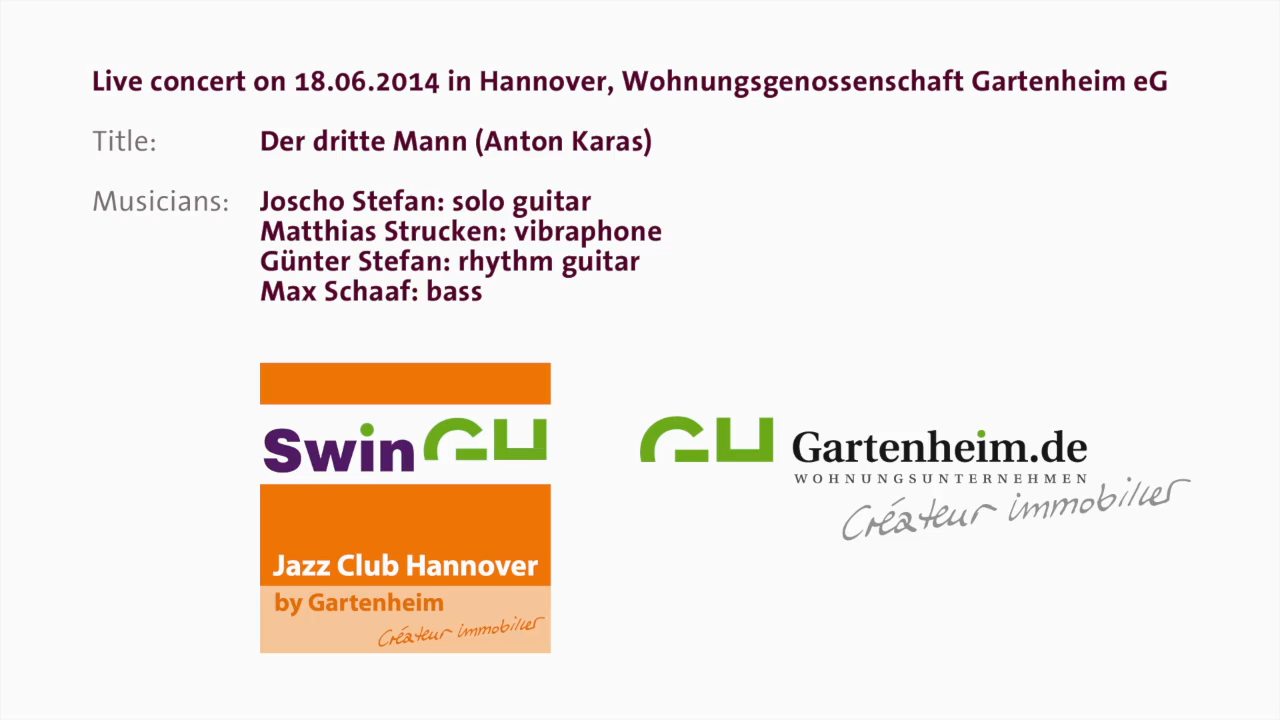 Live concert on 18.06.2014 in Hannover, Wohnungsgenossenschaft Gartenheim eG
Title: Der dritte Mann (Anton Karas)
Musicians: Joscho Stefan: solo guitar
Matthias Strucken: vibraphone
Günter Stefan: rhythm guitar
Max Schaaf: bass
Swin GH
Jazz Club Hannover
by Gartenheim
Créateur immobilier
GH Gartenheim.de
WOHNUNGSUNTERNEHMEN
Créateur immobilier